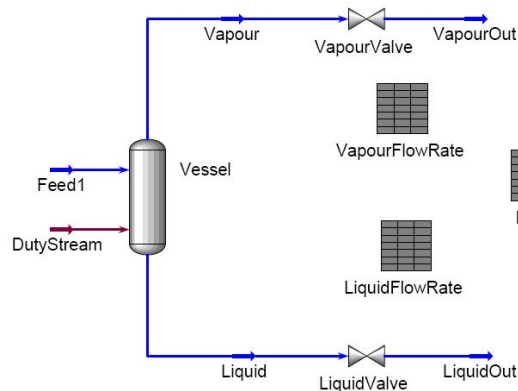 Vapour
VapourValve
VapourOut
VapourFlowRate
Vessel
Feed1
DutyStream
LiquidFlowRate
Liquid
LiquidValve
LiquidOut